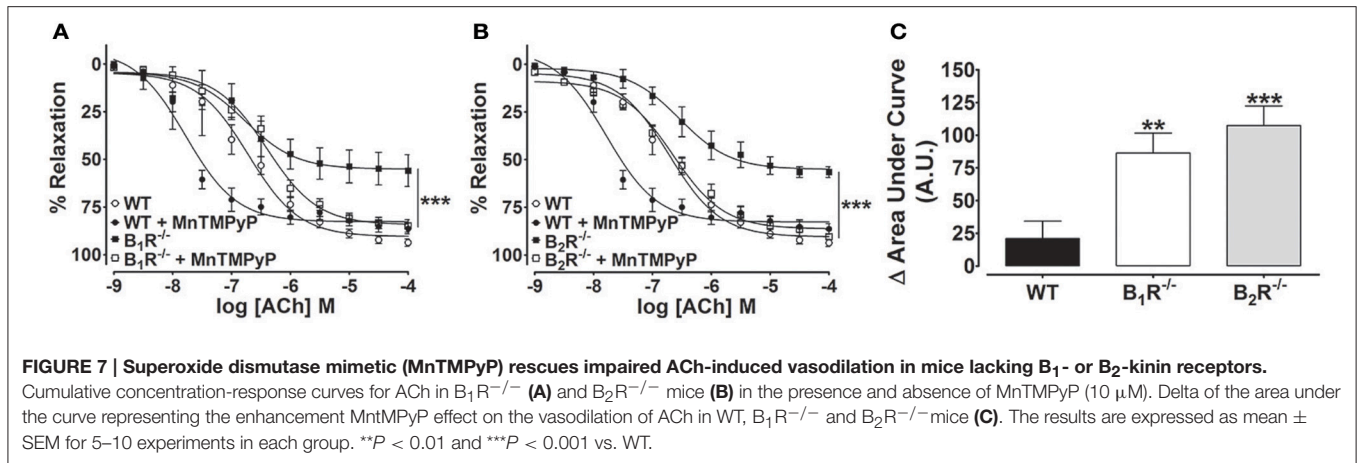 A
% Relaxation
0
25
50
75
100
WT
WT + MnTMPyP
B₁R⁻/⁻
B₁R⁻/⁻ + MnTMPyP
***
-9 -8 -7 -6 -5 -4
log [ACh] M
B
% Relaxation
0
25
50
75
100
WT
WT + MnTMPyP
B₂R⁻/⁻
B₂R⁻/⁻ + MnTMPyP
***
-9 -8 -7 -6 -5 -4
log [ACh] M
C
Δ Area Under Curve
(A.U.)
150
125
100
75
50
25
0
** ***
WT B₁R⁻/⁻ B₂R⁻/⁻
FIGURE 7 | Superoxide dismutase mimetic (MnTMPyP) rescues impaired ACh-induced vasodilation in mice lacking B₁- or B₂-kinin receptors.
Cumulative concentration-response curves for ACh in B₁R⁻/⁻ (A) and B₂R⁻/⁻ mice (B) in the presence and absence of MnTMPyP (10 μM). Delta of the area under
the curve representing the enhancement MntMPyP effect on the vasodilation of ACh in WT, B₁R⁻/⁻ and B₂R⁻/⁻mice (C). The results are expressed as mean ±
SEM for 5–10 experiments in each group. **P < 0.01 and ***P < 0.001 vs. WT.